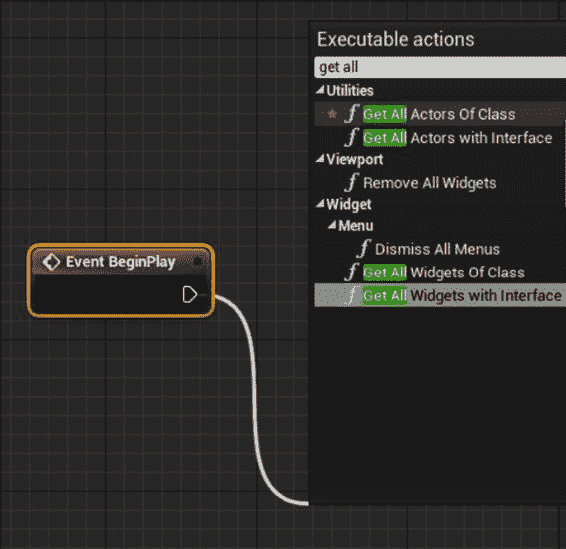 Executable actions
get all
Utilities
Get All Actors Of Class
Get All Actors with Interface
Viewport
Remove All Widgets
Widget
Menu
Event BeginPlay
Dismiss All Menus
Get All Widgets Of Class
Get All Widgets with Interface